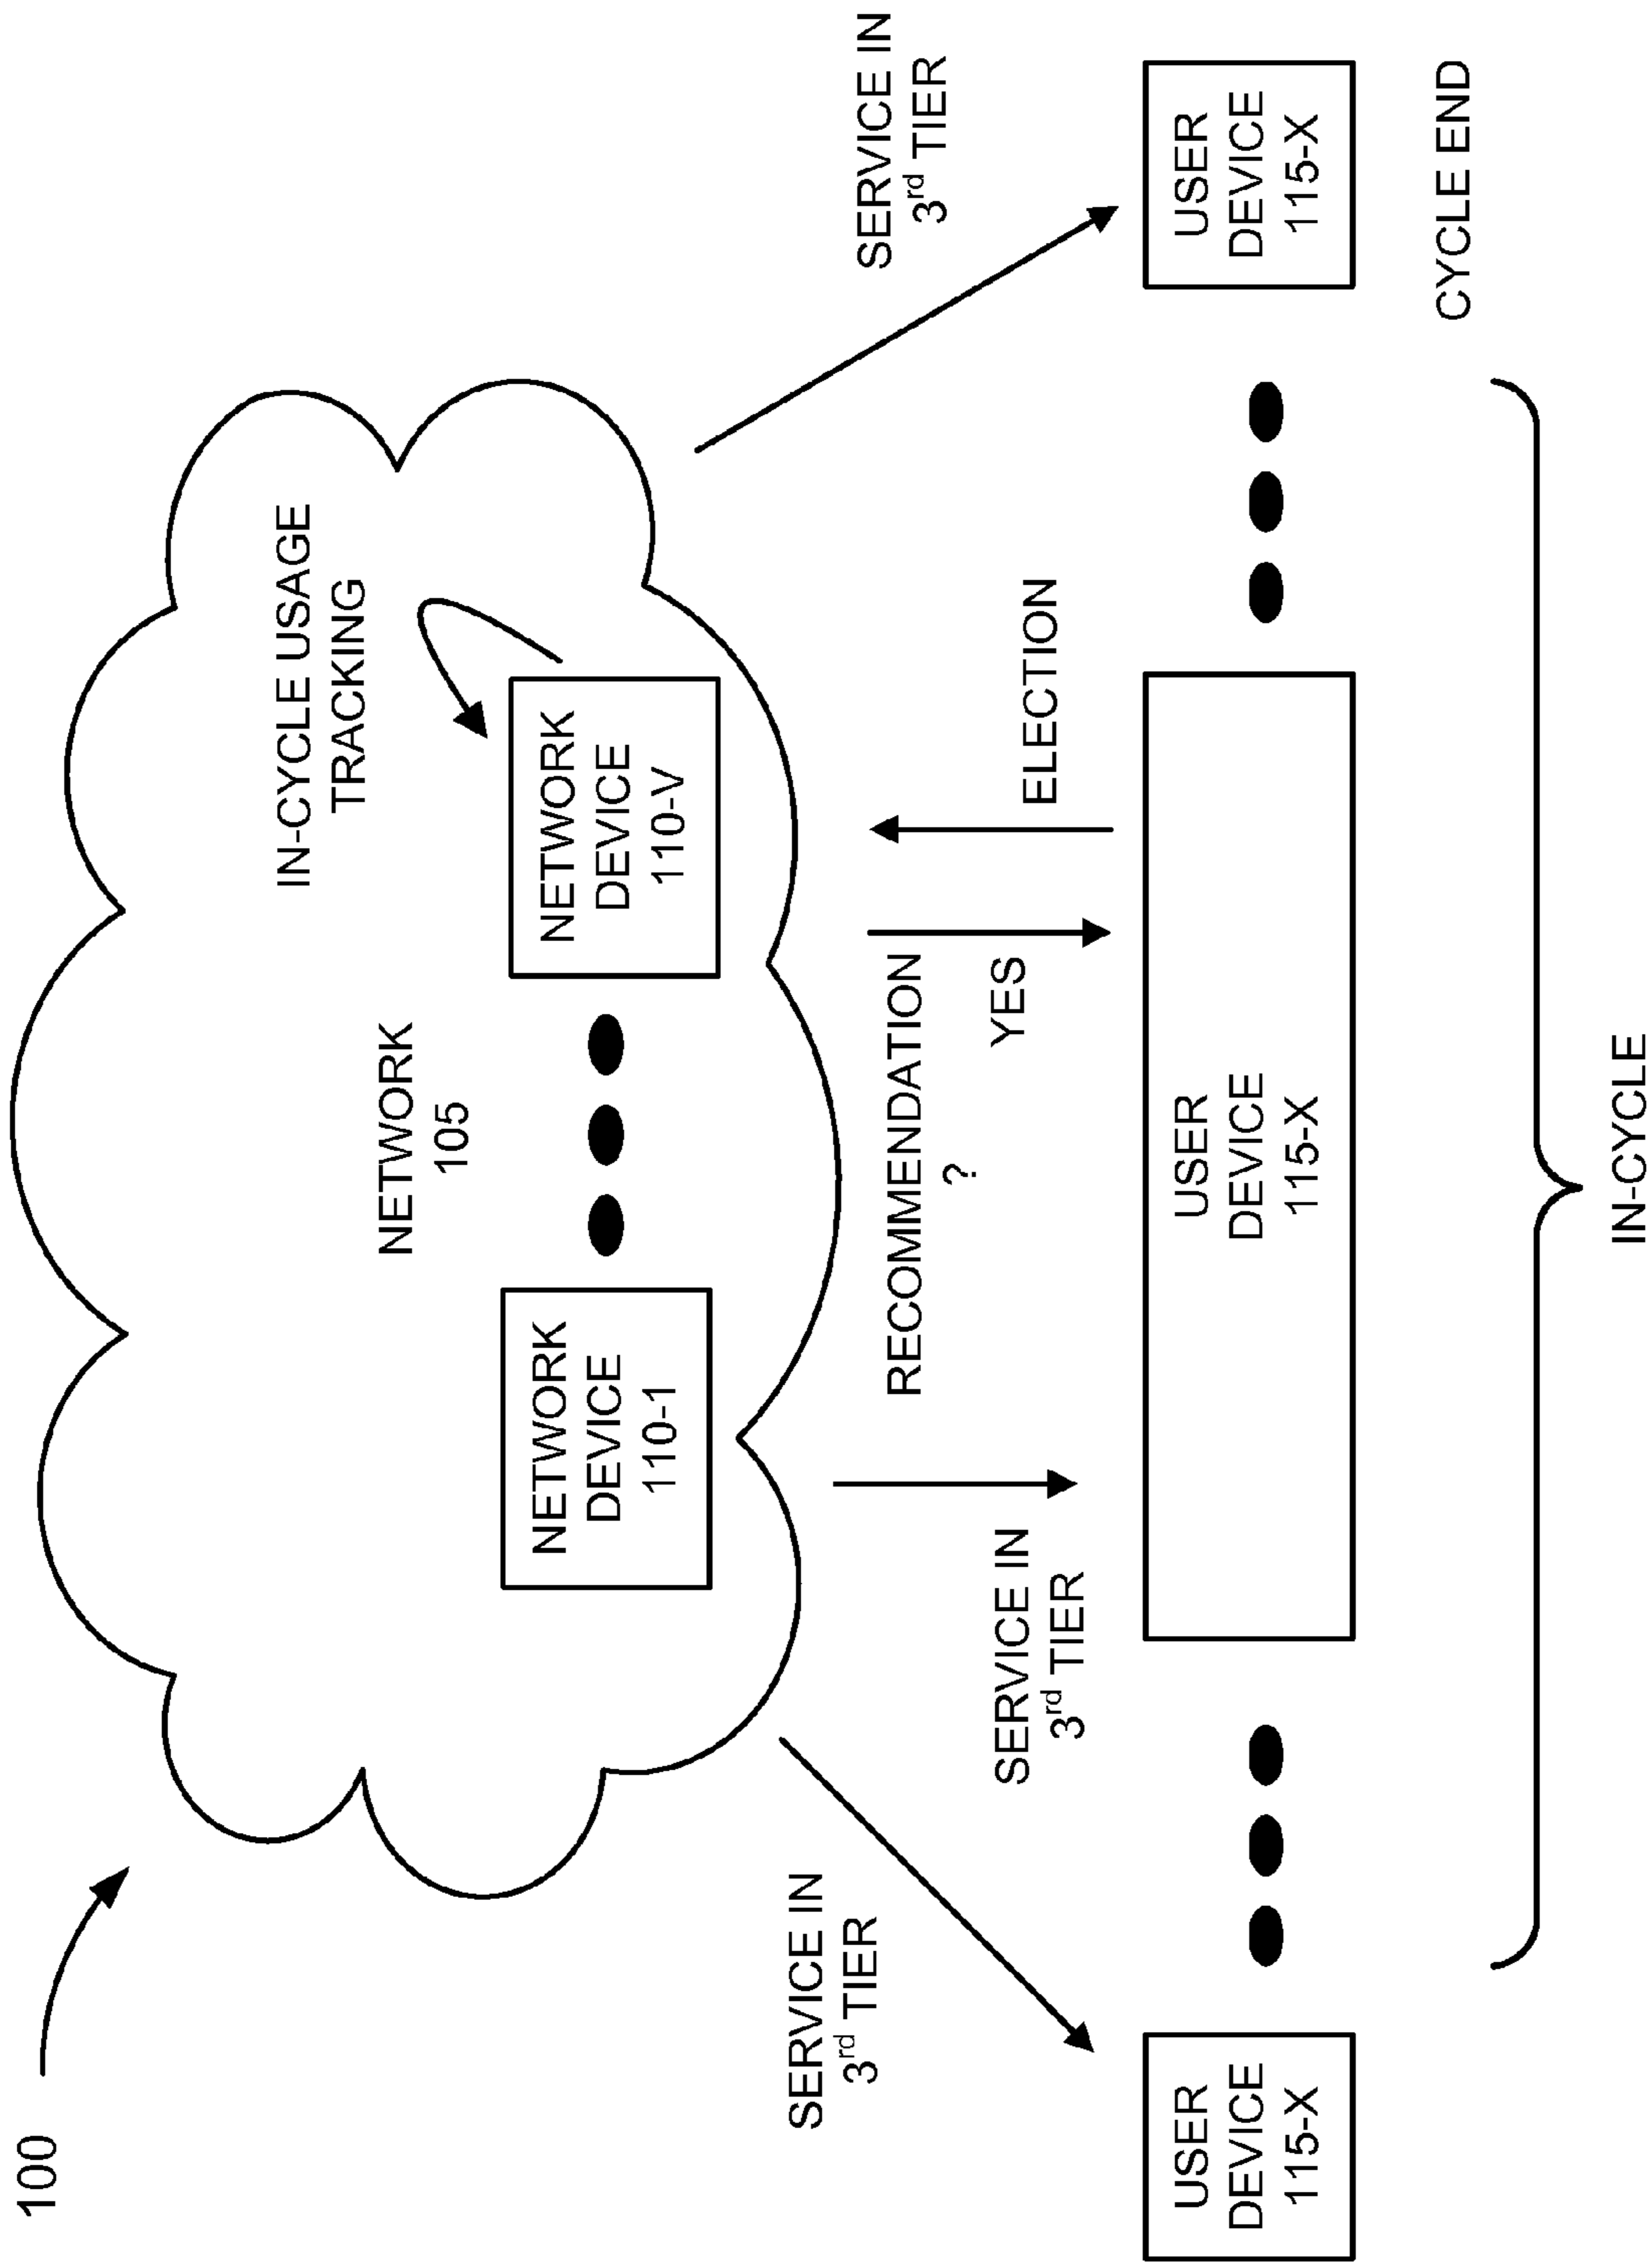 100
IN-CYCLE USAGE
TRACKING
NETWORK
105
NETWORK
DEVICE
110-1
NETWORK
DEVICE
110-V
SERVICE IN
3rd TIER
SERVICE IN
3rd TIER
RECOMMENDATION
?
YES
ELECTION
SERVICE IN
3rd TIER
USER
DEVICE
115-X
USER
DEVICE
115-X
USER
DEVICE
115-X
CYCLE END
IN-CYCLE